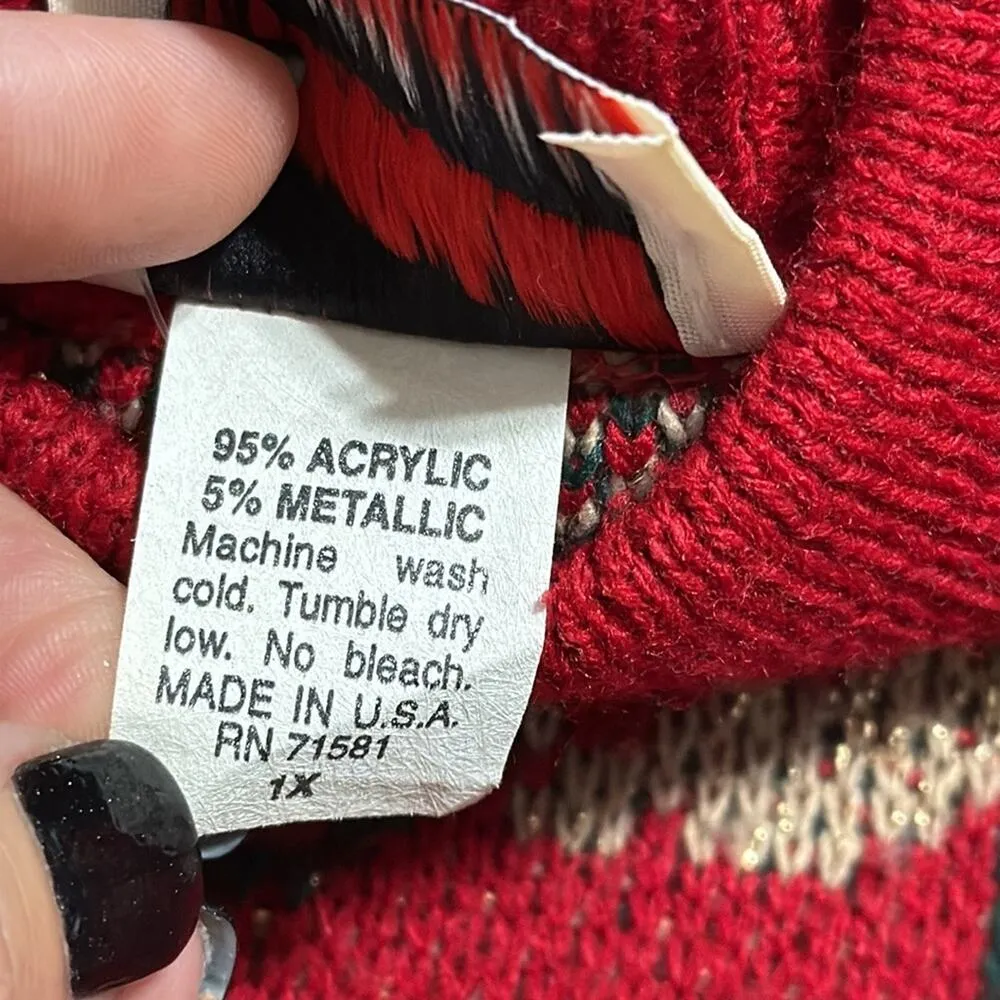 95% ACRYLIC
5% METALLIC
Machine wash
cold. Tumble dry
low. No bleach.
MADE IN U.S.A.
RN 71581
1X